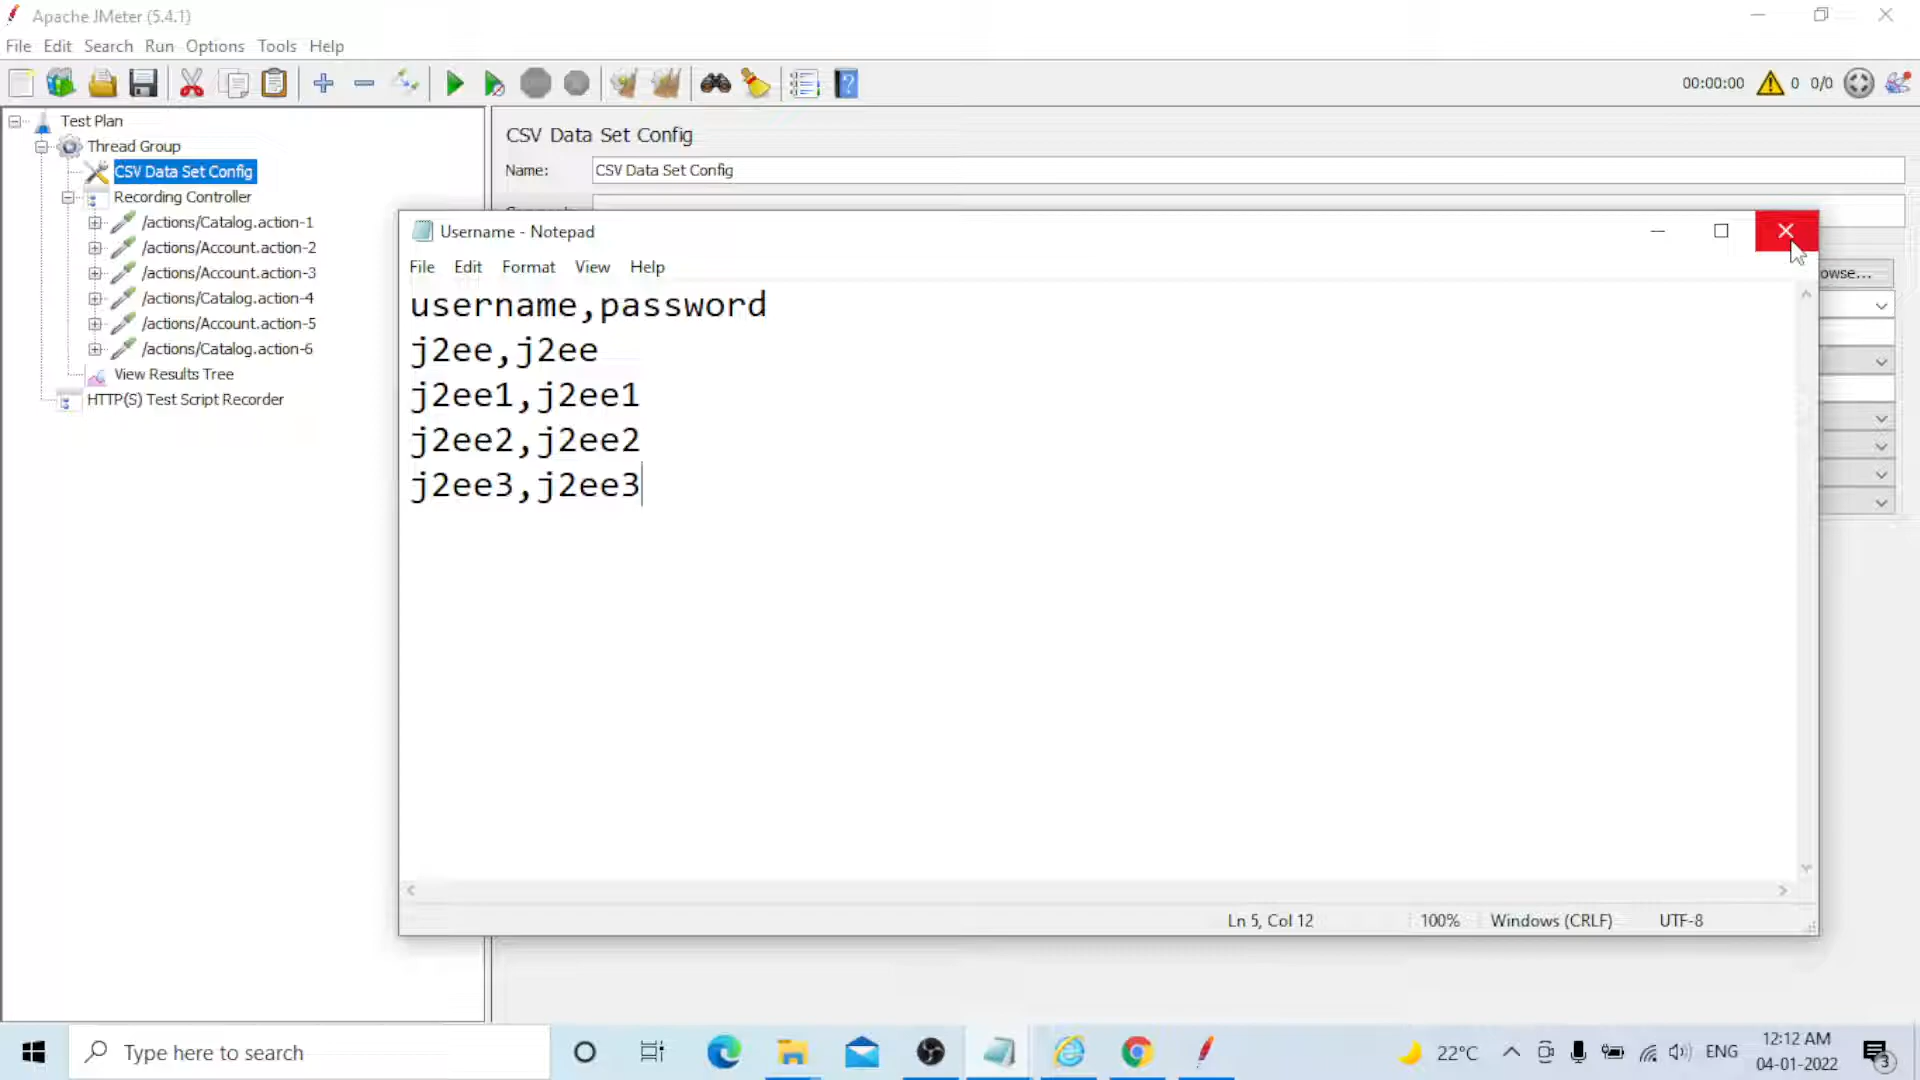 Apache JMeter (5.4.1)
File Edit Search Run Options Tools Help
00:00:00 0 0/0
Test Plan
Thread Group
CSV Data Set Config
Recording Controller
/actions/Catalog.action-1
/actions/Account.action-2
/actions/Account.action-3
/actions/Catalog.action-4
/actions/Account.action-5
/actions/Catalog.action-6
View Results Tree
HTTP(S) Test Script Recorder
CSV Data Set Config
Name: CSV Data Set Config
owse...
Username - Notepad
File Edit Format View Help
username,password
j2ee,j2ee
j2ee1,j2ee1
j2ee2,j2ee2
j2ee3,j2ee3
Ln 5, Col 12 100% Windows (CRLF) UTF-8
Type here to search
22°C ENG
12:12 AM
04-01-2022
3